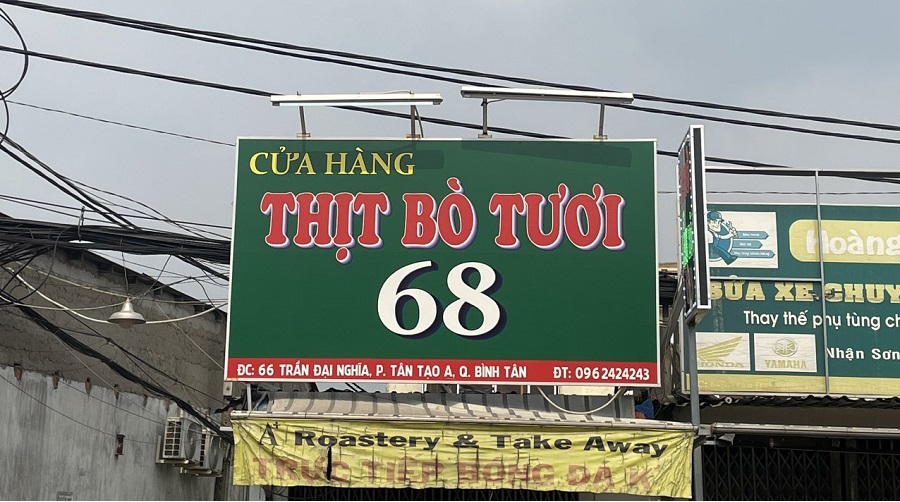 CỬA HÀNG
THỊT BÒ TƯƠI
68
ĐC: 66 TRẦN ĐẠI NGHĨA, P. TÂN TẠO A, Q. BÌNH TÂN ĐT: 0962424243
A+ Roastery & Take Away
TRỰC TIẾP BÓNG ĐÁ K
Hoàng
SỬA XE CHUY
Thay thế phụ tùng ch
HONDA YAMAHA Nhận Sơn